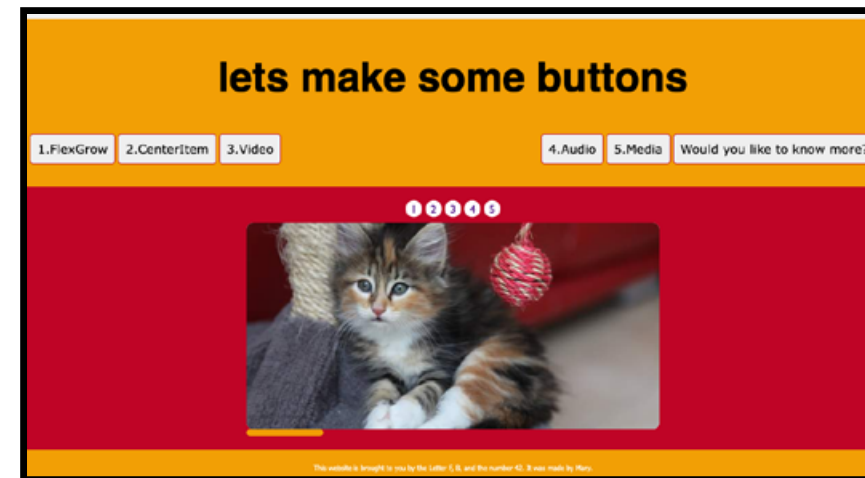 lets make some buttons
1.FlexGrow 2.CenterItem 3.Video 4.Audio 5.Media Would you like to know more?
1 2 3 4 5
This website is brought to you by the Letter F, B, and the number 42. It was made by Mary.